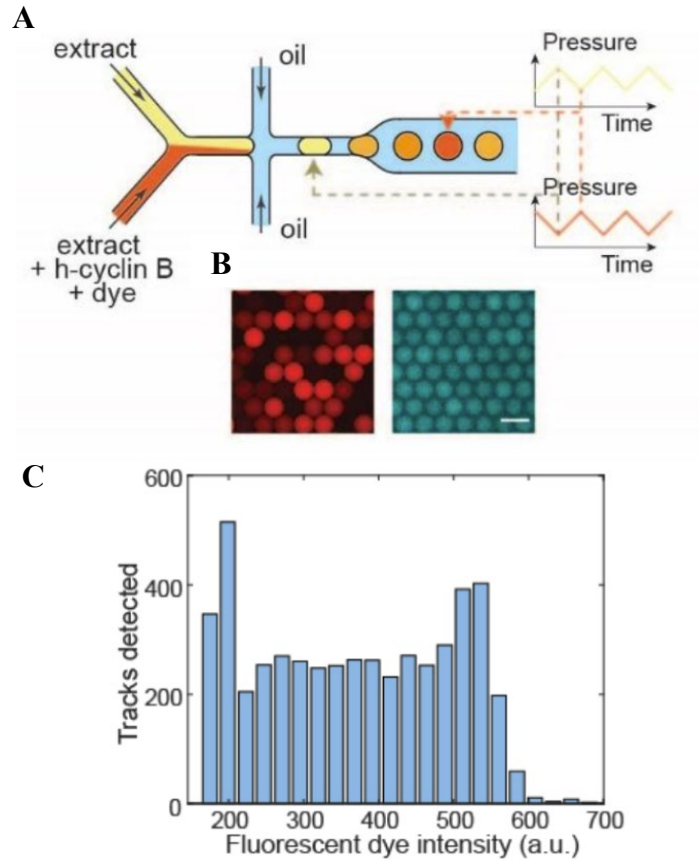 A
extract
oil
extract
+ h-cyclin B
+ dye
oil
Pressure
Time
Pressure
Time
B
C
600
400
200
0
Tracks detected
200
300
400
500
600
700
Fluorescent dye intensity (a.u.)